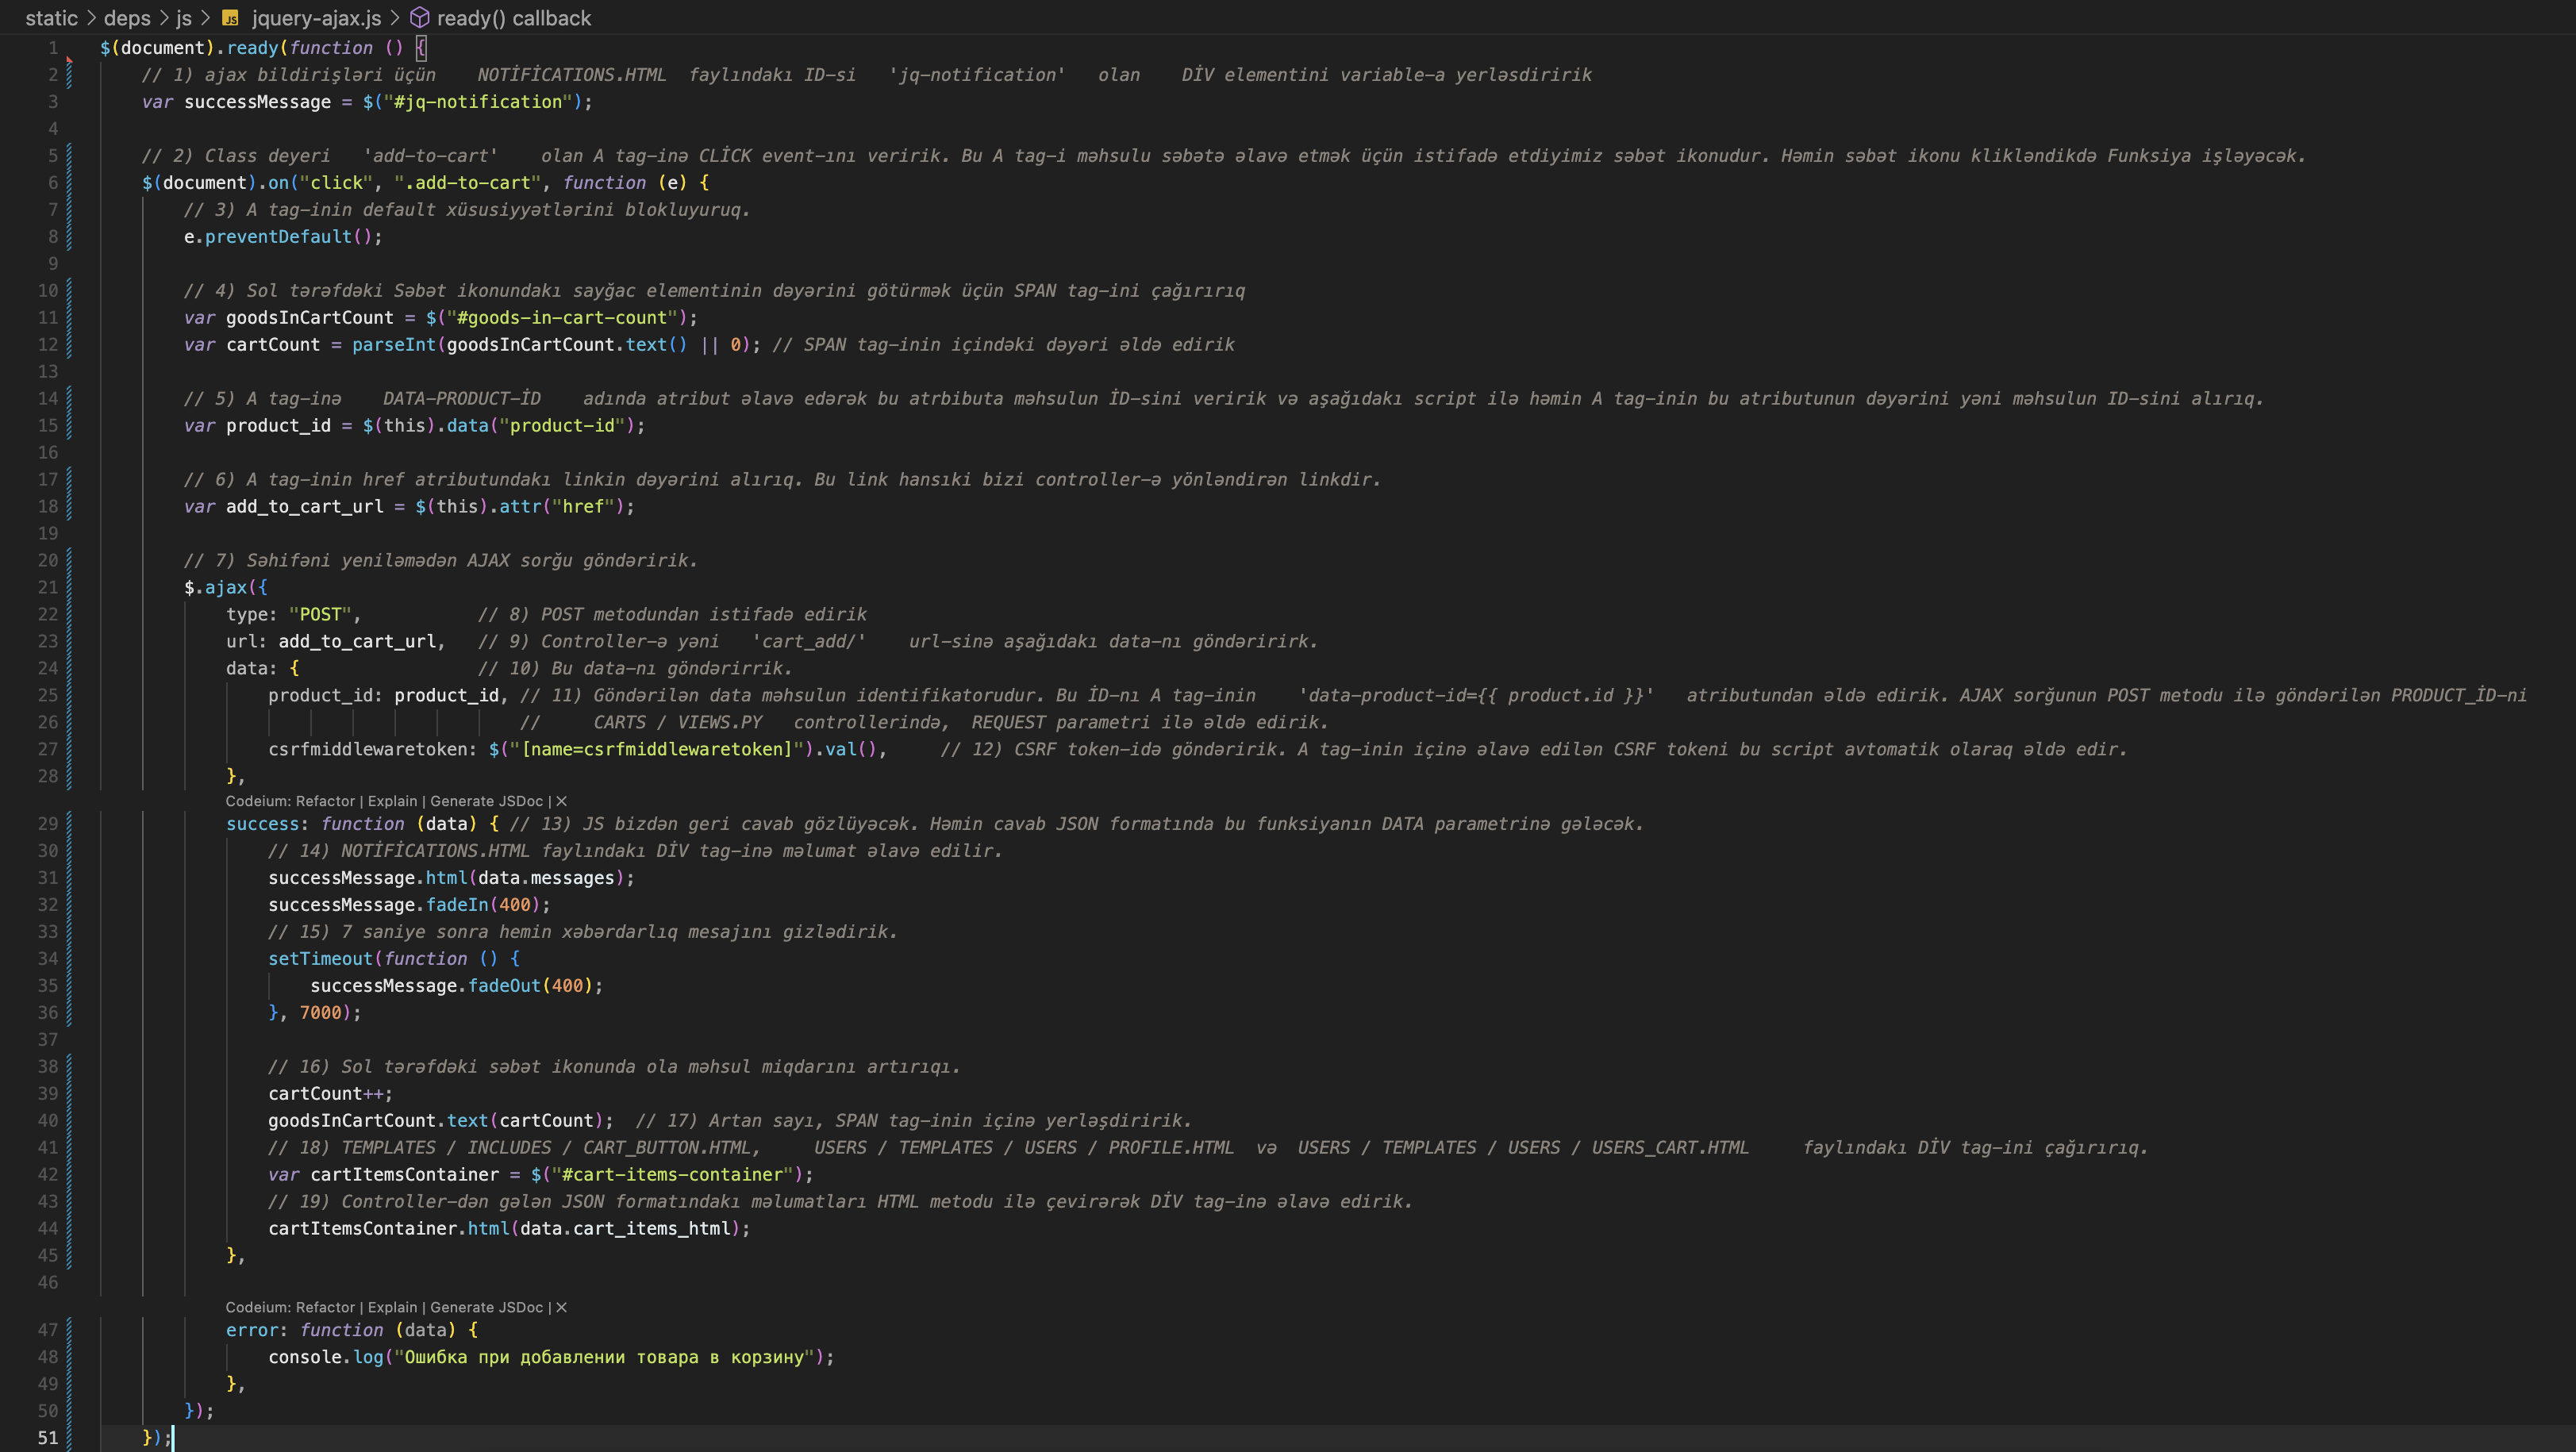 static > deps > js > JS jquery-ajax.js > ready() callback
1 $(document).ready(function () {
2 // 1) ajax bildirişləri üçün    NOTİFİCATIONS.HTML  faylındakı ID-si   'jq-notification'   olan    DİV elementini variable-a yerləsdiririk
3 var successMessage = $("#jq-notification");
4
5 // 2) Class deyeri   'add-to-cart'    olan A tag-inə CLİCK event-ını veririk. Bu A tag-i məhsulu səbətə əlavə etmək üçün istifadə etdiyimiz səbət ikonudur. Həmin səbət ikonu klikləndikdə Funksiya işləyəcək.
6 $(document).on("click", ".add-to-cart", function (e) {
7 // 3) A tag-inin default xüsusiyyətlərini blokluyuruq.
8 e.preventDefault();
9
10 // 4) Sol tərəfdəki Səbət ikonundakı sayğac elementinin dəyərini götürmək üçün SPAN tag-ini çağırırıq
11 var goodsInCartCount = $("#goods-in-cart-count");
12 var cartCount = parseInt(goodsInCartCount.text() || 0); // SPAN tag-inin içindəki dəyəri əldə edirik
13
14 // 5) A tag-inə    DATA-PRODUCT-İD    adında atribut əlavə edərək bu atrbibuta məhsulun İD-sini veririk və aşağıdakı script ilə həmin A tag-inin bu atributunun dəyərini yəni məhsulun ID-sini alırıq.
15 var product_id = $(this).data("product-id");
16
17 // 6) A tag-inin href atributundakı linkin dəyərini alırıq. Bu link hansıki bizi controller-ə yönləndirən linkdir.
18 var add_to_cart_url = $(this).attr("href");
19
20 // 7) Səhifəni yeniləmədən AJAX sorğu göndəririk.
21 $.ajax({
22 type: "POST",           // 8) POST metodundan istifadə edirik
23 url: add_to_cart_url,   // 9) Controller-ə yəni   'cart_add/'    url-sinə aşağıdakı data-nı göndəririrk.
24 data: {                 // 10) Bu data-nı göndəriririk.
25 product_id: product_id, // 11) Göndərilən data məhsulun identifikatorudur. Bu İD-nı A tag-inin    'data-product-id={{ product.id }}'   atributundan əldə edirik. AJAX sorğunun POST metodu ilə göndərilən PRODUCT_İD-ni
26 //     CARTS / VIEWS.PY   controllerində,  REQUEST parametri ilə əldə edirik.
27 csrfmiddlewaretoken: $("[name=csrfmiddlewaretoken]").val(),     // 12) CSRF token-idə göndəririk. A tag-inin içinə əlavə edilən CSRF tokeni bu script avtomatik olaraq əldə edir.
28 },
Codeium: Refactor | Explain | Generate JSDoc | ×
29 success: function (data) { // 13) JS bizdən geri cavab gözlüyəcək. Həmin cavab JSON formatında bu funksiyanın DATA parametrinə gələcək.
30 // 14) NOTİFİCATIONS.HTML faylındakı DİV tag-inə məlumat əlavə edilir.
31 successMessage.html(data.messages);
32 successMessage.fadeIn(400);
33 // 15) 7 saniye sonra hemin xəbərdarlıq mesajını gizlədirik.
34 setTimeout(function () {
35 successMessage.fadeOut(400);
36 }, 7000);
37
38 // 16) Sol tərəfdəki səbət ikonunda ola məhsul miqdarını artırıqı.
39 cartCount++;
40 goodsInCartCount.text(cartCount);  // 17) Artan sayı, SPAN tag-inin içinə yerləşdiririk.
41 // 18) TEMPLATES / INCLUDES / CART_BUTTON.HTML,     USERS / TEMPLATES / USERS / PROFILE.HTML  və  USERS / TEMPLATES / USERS / USERS_CART.HTML     faylındakı DİV tag-ini çağırırıq.
42 var cartItemsContainer = $("#cart-items-container");
43 // 19) Controller-dən gələn JSON formatındakı məlumatları HTML metodu ilə çevirərək DİV tag-inə əlavə edirik.
44 cartItemsContainer.html(data.cart_items_html);
45 },
46
Codeium: Refactor | Explain | Generate JSDoc | ×
47 error: function (data) {
48 console.log("Ошибка при добавлении товара в корзину");
49 },
50 });
51 });